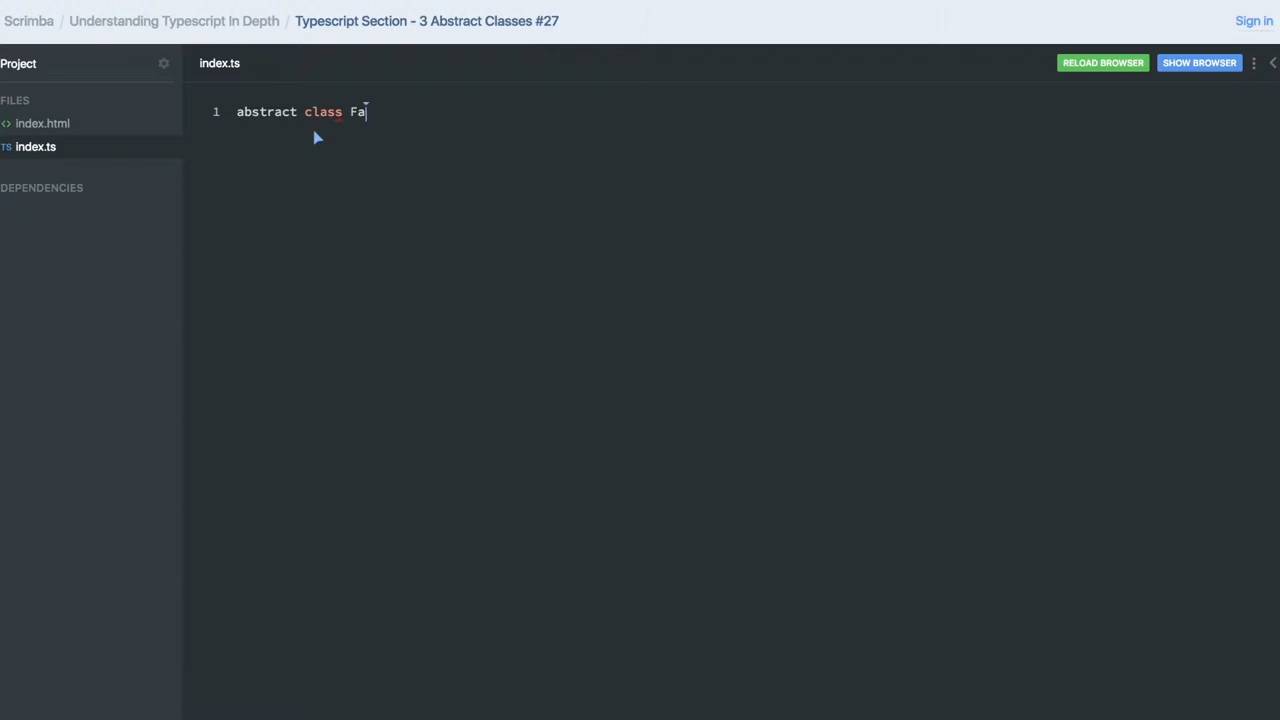 Scrimba / Understanding Typescript In Depth / Typescript Section - 3 Abstract Classes #27
Sign in
Project
index.ts
RELOAD BROWSER
SHOW BROWSER
FILES
<> index.html
TS index.ts
DEPENDENCIES
1 abstract class Fa